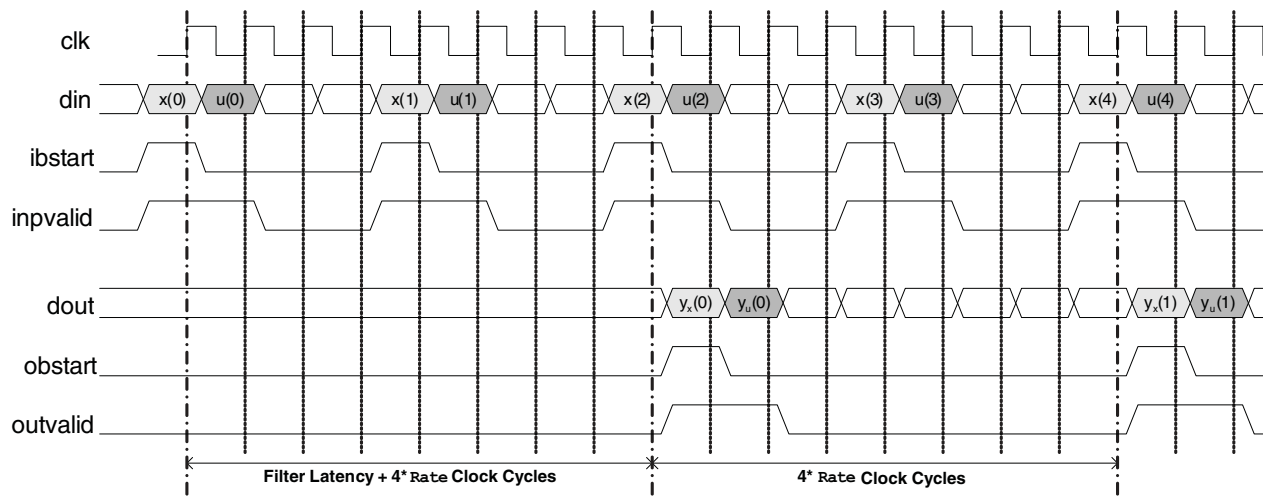 clk
din x(0) u(0) x(1) u(1) x(2) u(2) x(3) u(3) x(4) u(4)
ibstart
inpvalid
dout yx(0) yu(0) yx(1) yu(1)
obstart
outvalid
Filter Latency + 4* Rate Clock Cycles 4* Rate Clock Cycles